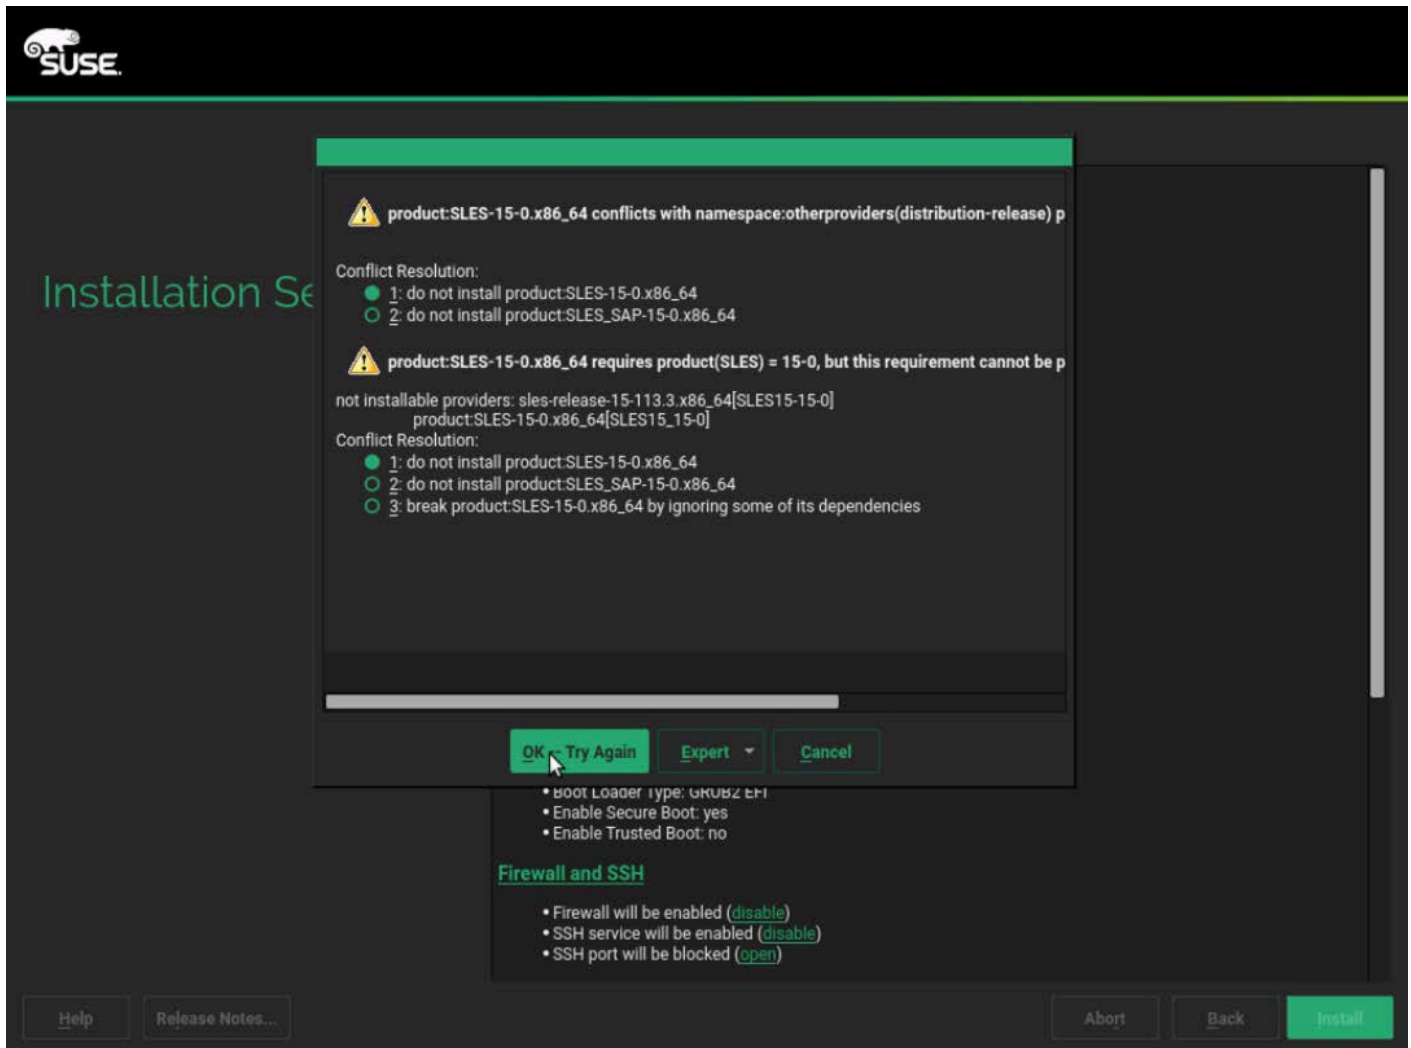 SUSE.
Installation Se
product:SLES-15-0.x86_64 conflicts with namespace:otherproviders(distribution-release) p
Conflict Resolution:
1: do not install product:SLES-15-0.x86_64
2: do not install product:SLES_SAP-15-0.x86_64
product:SLES-15-0.x86_64 requires product(SLES) = 15-0, but this requirement cannot be p
not installable providers: sles-release-15-113.3.x86_64[SLES15-15-0]
product:SLES-15-0.x86_64[SLES15_15-0]
Conflict Resolution:
1: do not install product:SLES-15-0.x86_64
2: do not install product:SLES_SAP-15-0.x86_64
3: break product:SLES-15-0.x86_64 by ignoring some of its dependencies
OK -- Try Again Expert Cancel
• Boot Loader Type: GRUB2 EFI
• Enable Secure Boot: yes
• Enable Trusted Boot: no
Firewall and SSH
• Firewall will be enabled (disable)
• SSH service will be enabled (disable)
• SSH port will be blocked (open)
Help Release Notes... Abort Back Install